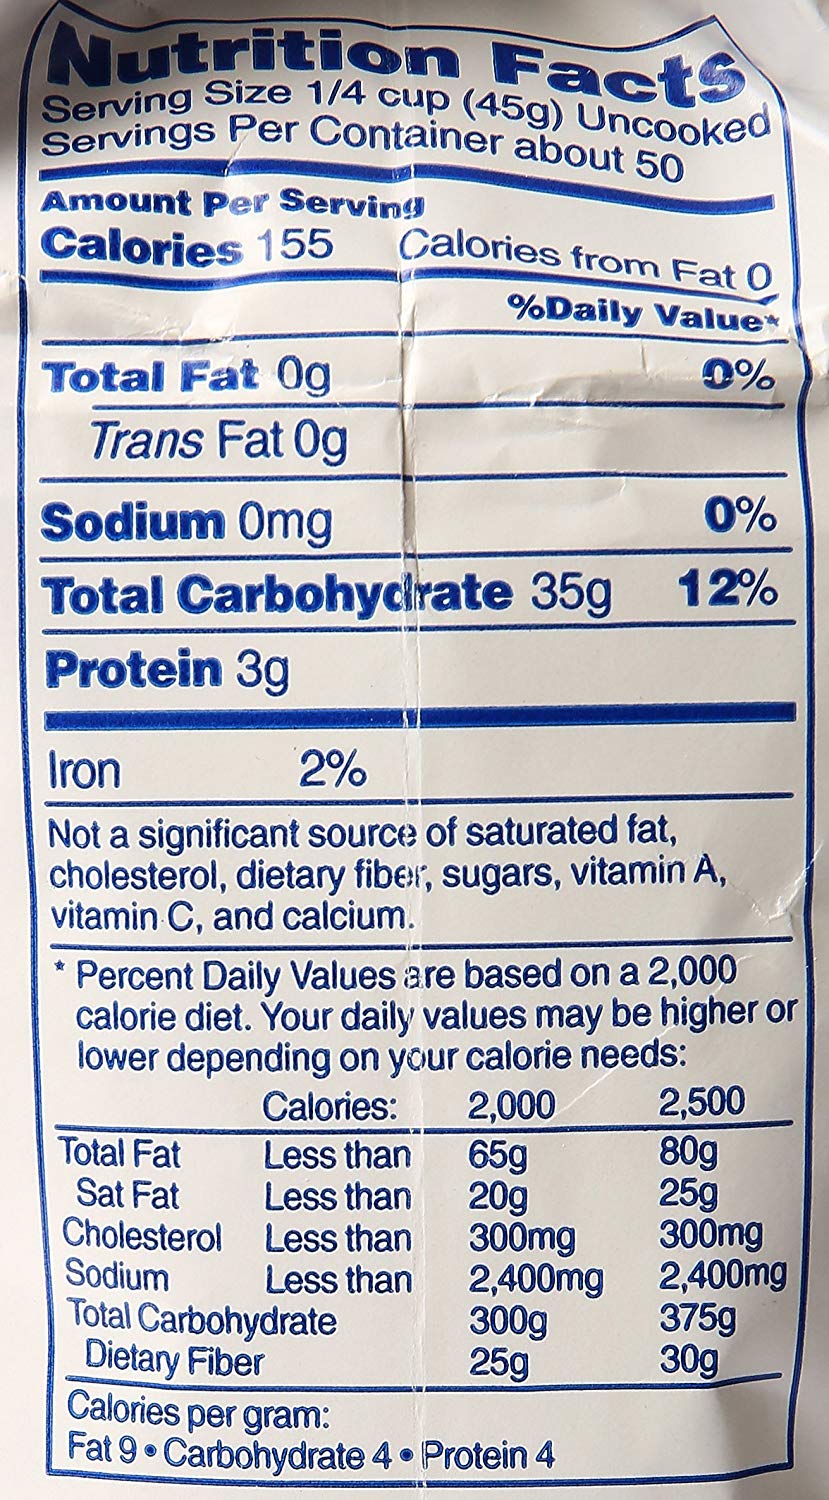 Nutrition Facts
Serving Size 1/4 cup (45g) Uncooked
Servings Per Container about 50
Amount Per Serving
Calories 155 Calories from Fat 0
%Daily Value*
Total Fat 0g 0%
Trans Fat 0g
Sodium 0mg 0%
Total Carbohydrate 35g 12%
Protein 3g
Iron 2%
Not a significant source of saturated fat,
cholesterol, dietary fiber, sugars, vitamin A,
vitamin C, and calcium.
* Percent Daily Values are based on a 2,000
calorie diet. Your daily values may be higher or
lower depending on your calorie needs:
Calories: 2,000 2,500
Total Fat Less than 65g 80g
Sat Fat Less than 20g 25g
Cholesterol Less than 300mg 300mg
Sodium Less than 2,400mg 2,400mg
Total Carbohydrate 300g 375g
Dietary Fiber 25g 30g
Calories per gram:
Fat 9 • Carbohydrate 4 • Protein 4